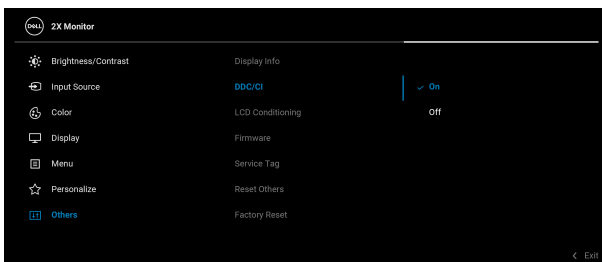 DELL 2X Monitor
Brightness/Contrast Display Info
Input Source DDC/CI On
Color LCD Conditioning Off
Display Firmware
Menu Service Tag
Personalize Reset Others
Others Factory Reset
Exit